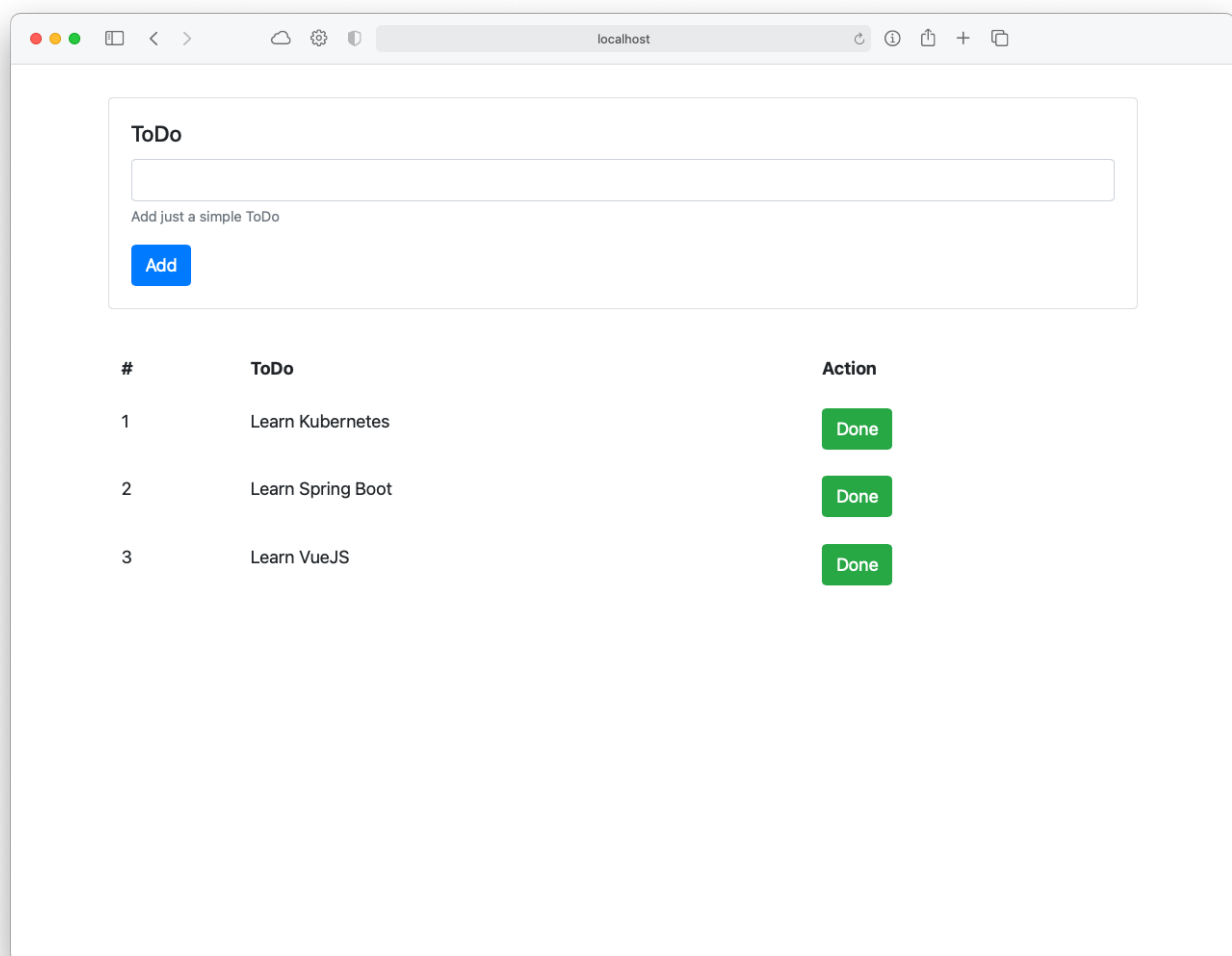 localhost
ToDo
Add just a simple ToDo
Add
# ToDo Action
1 Learn Kubernetes Done
2 Learn Spring Boot Done
3 Learn VueJS Done